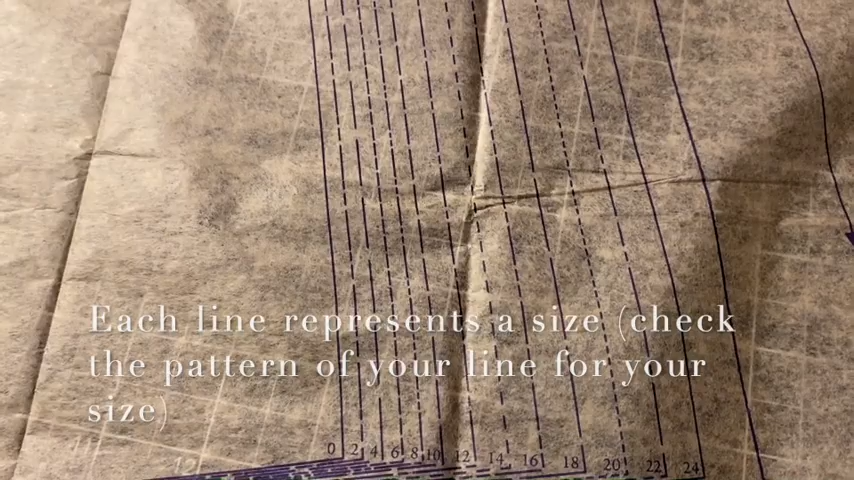 Each line represents a size (check
the pattern of your line for your
size)
0 2 4 6 8 10 12 14 16 18 20 22 24
12